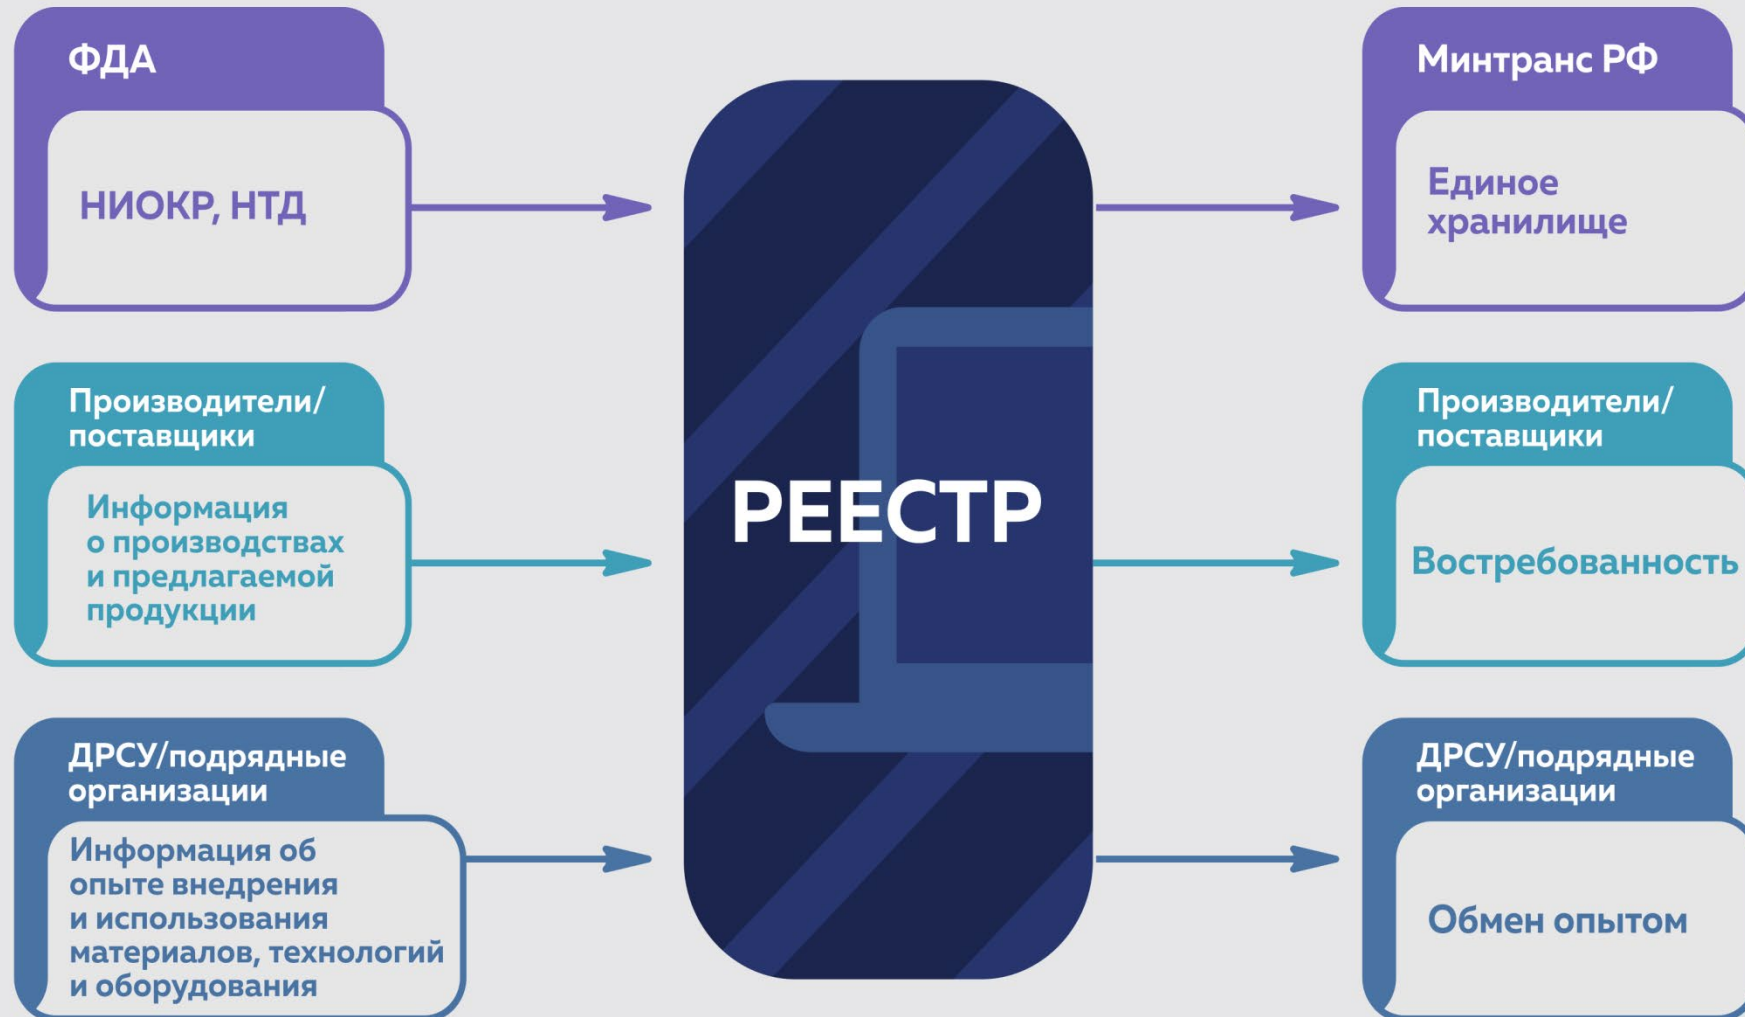 ФДА
НИОКР, НТД
Производители/
поставщики
Информация
о производствах
и предлагаемой
продукции
ДРСУ/подрядные
организации
Информация об
опыте внедрения
и использования
материалов, технологий
и оборудования
РЕЕСТР
Минтранс РФ
Единое
хранилище
Производители/
поставщики
Востребованность
ДРСУ/подрядные
организации
Обмен опытом